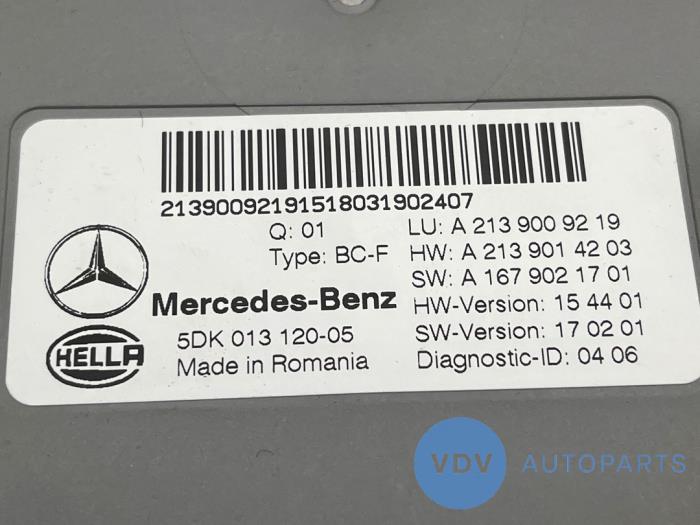 213900921915180319024​07
Q: 01
Type: BC-F
LU: A 213 900 92 19
HW: A 213 901 42 03
SW: A 167 902 17 01
HW-Version: 15 44 01
SW-Version: 17 02 01
Diagnostic-ID: 04 06
Mercedes-Benz
HELLA
5DK 013 120-05
Made in Romania
VDV AUTOPARTS